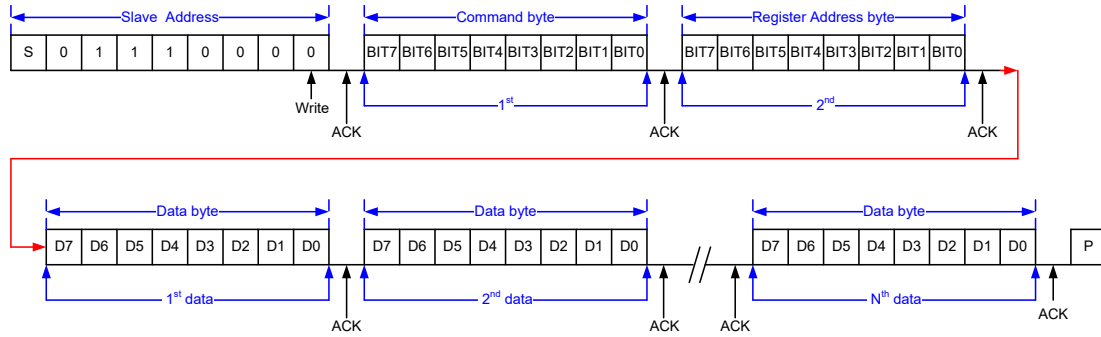 Slave Address Command byte Register Address byte
S 0 1 1 1 0 0 0 0 BIT7 BIT6 BIT5 BIT4 BIT3 BIT2 BIT1 BIT0 BIT7 BIT6 BIT5 BIT4 BIT3 BIT2 BIT1 BIT0
Write 1st 2nd
ACK ACK ACK
Data byte Data byte Data byte
D7 D6 D5 D4 D3 D2 D1 D0 D7 D6 D5 D4 D3 D2 D1 D0 D7 D6 D5 D4 D3 D2 D1 D0 P
1st data 2nd data Nth data
ACK ACK ACK ACK